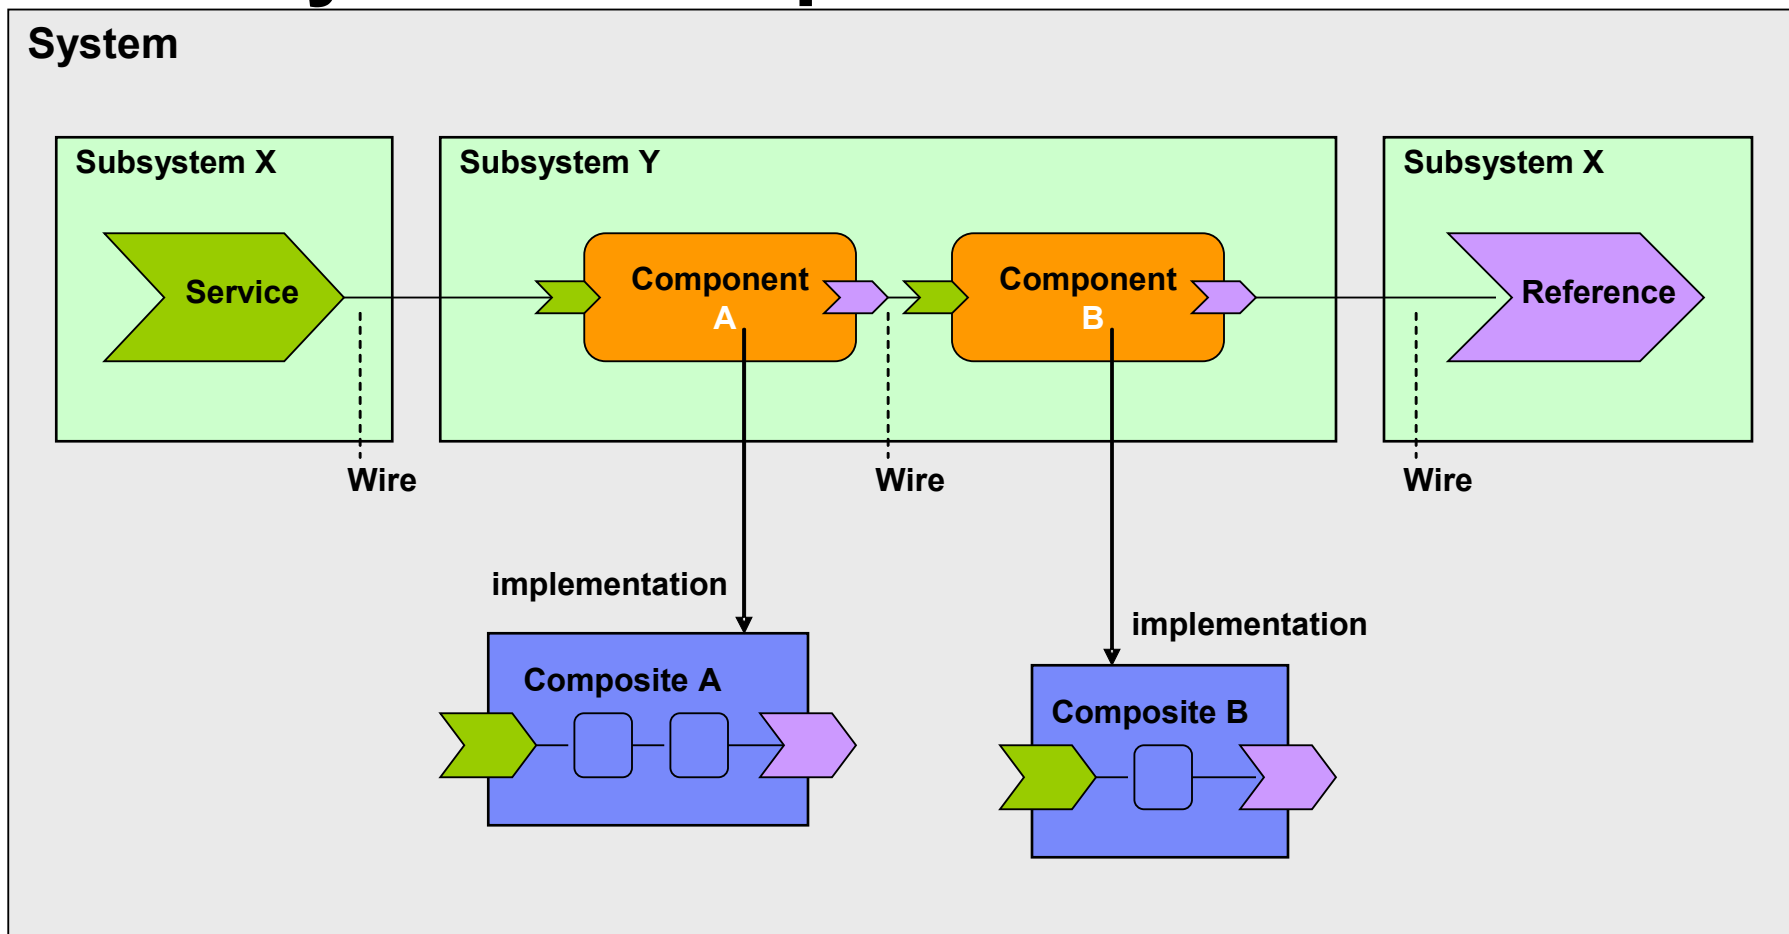 System
Subsystem X
Subsystem Y
Subsystem X
Service
Component
A
Component
B
Reference
Wire
Wire
Wire
implementation
implementation
Composite A
Composite B